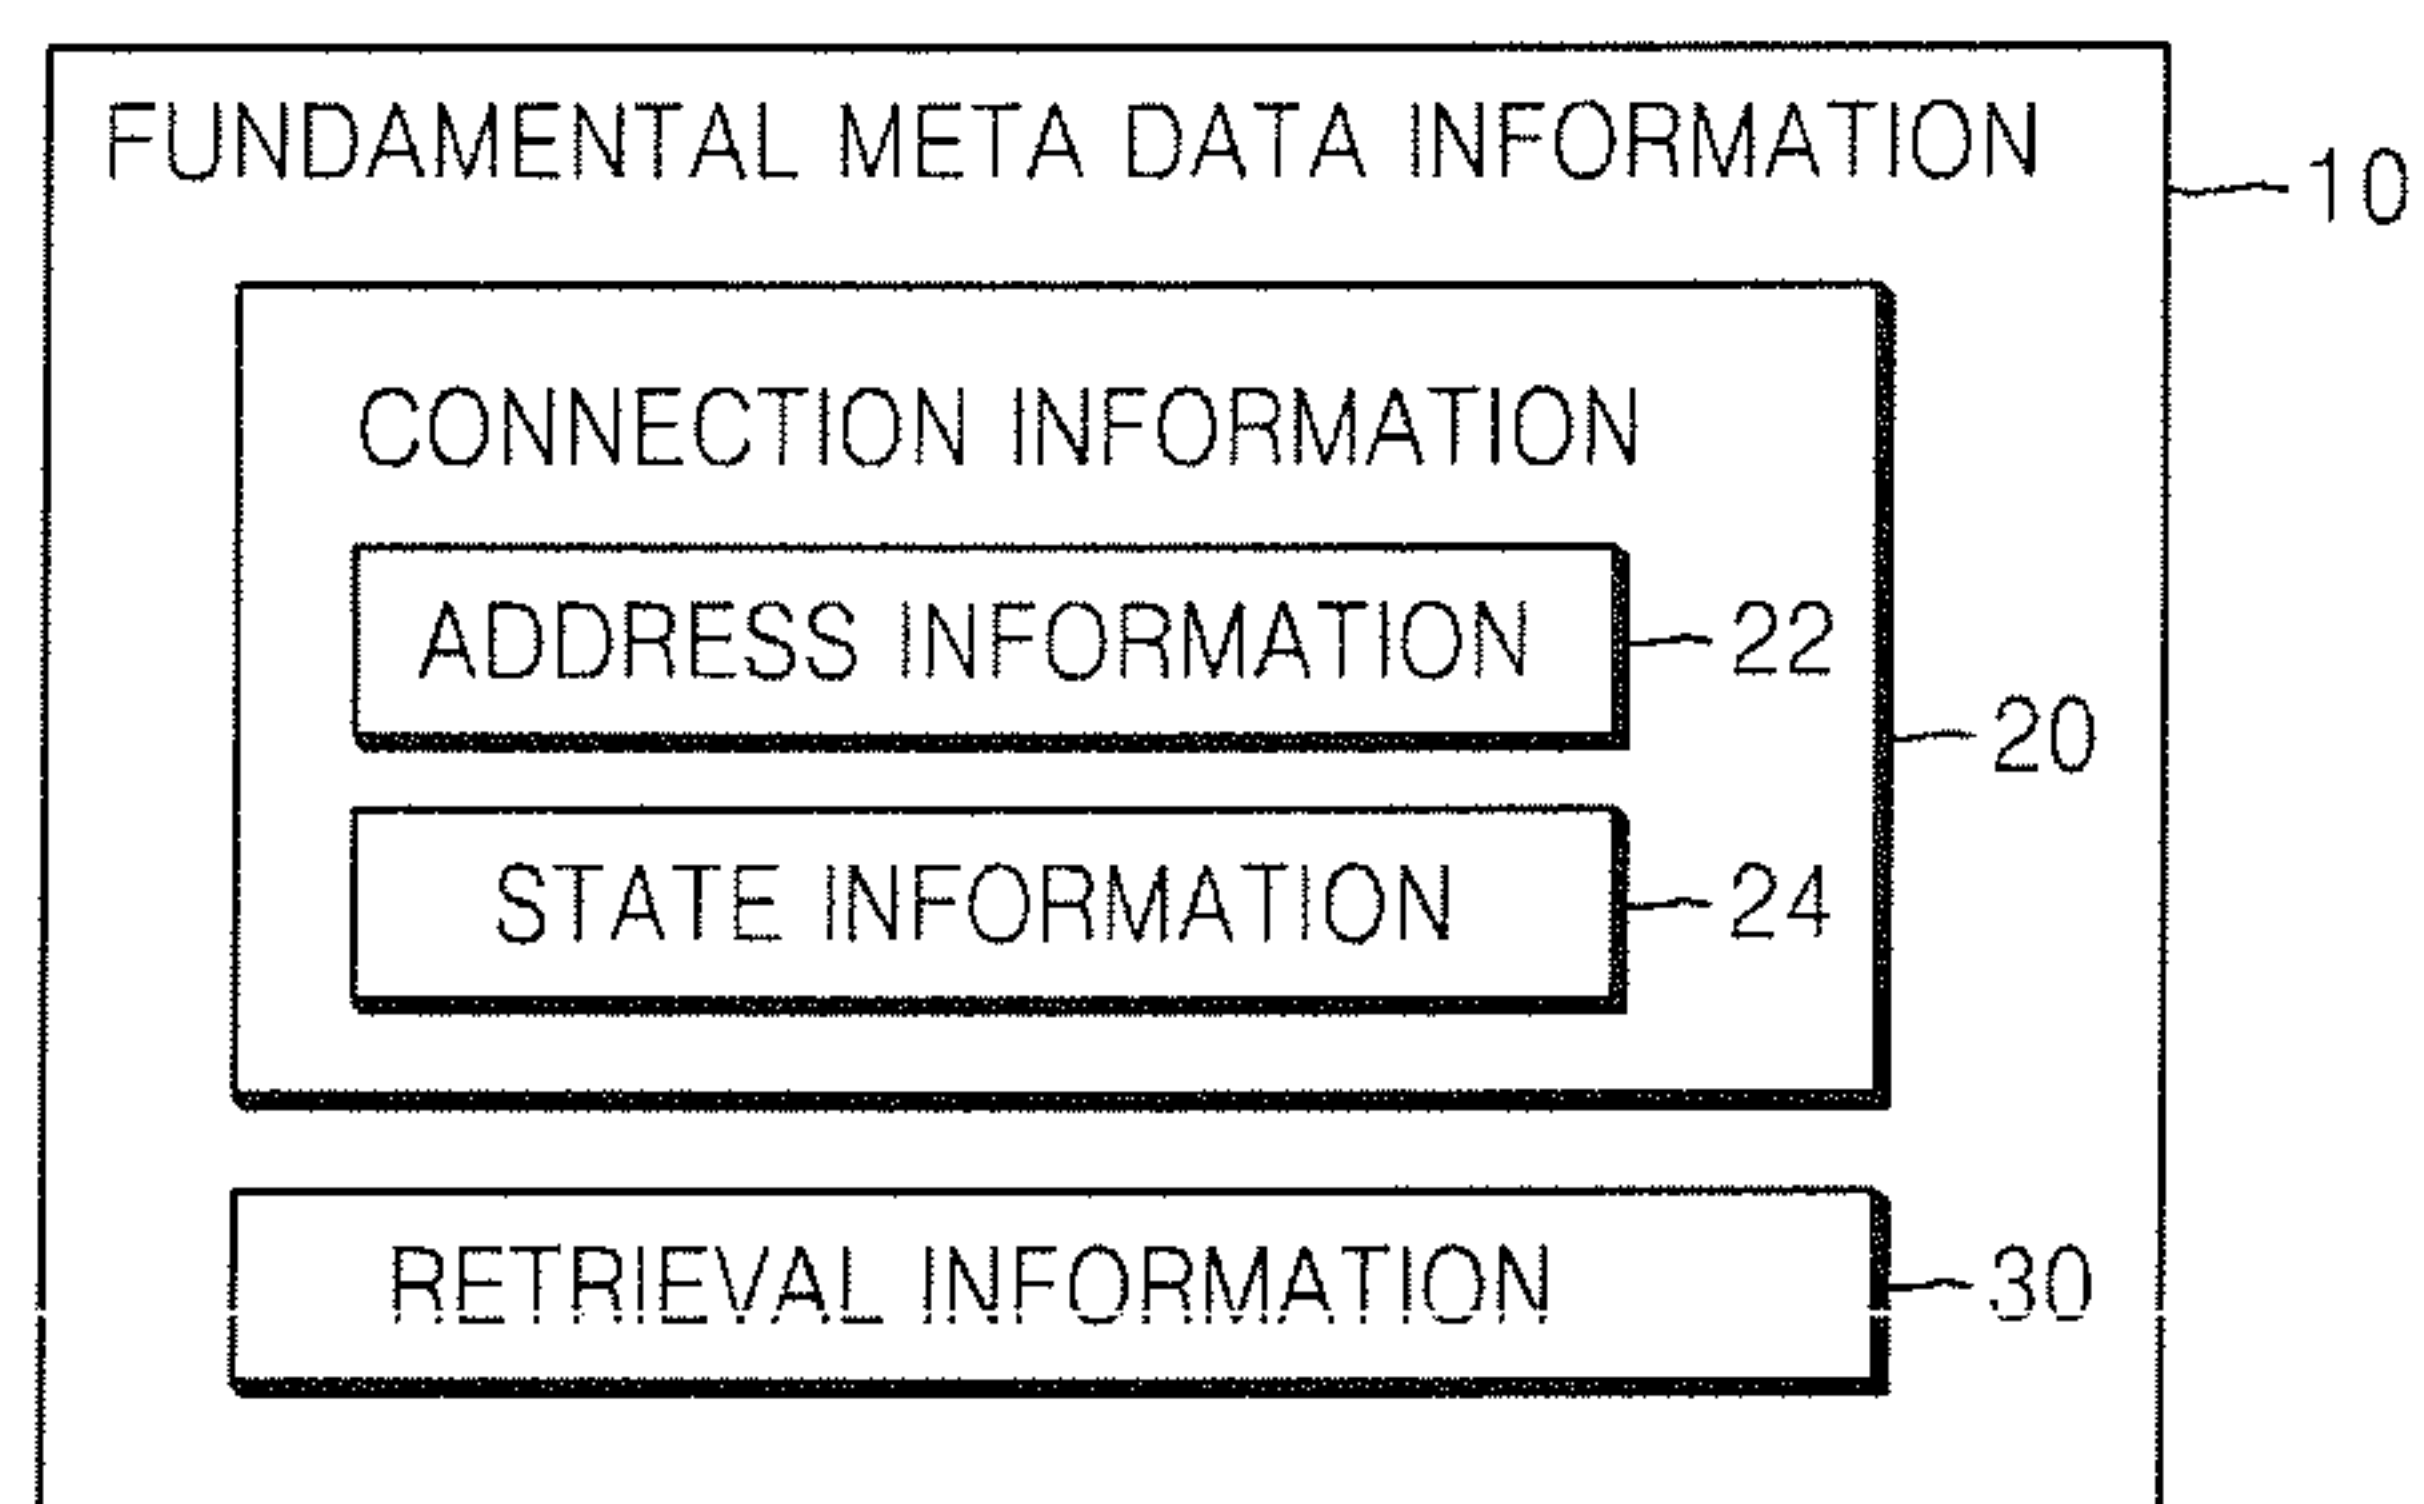 FUNDAMENTAL META DATA INFORMATION
10
CONNECTION INFORMATION
ADDRESS INFORMATION
22
20
STATE INFORMATION
24
RETRIEVAL INFORMATION
30